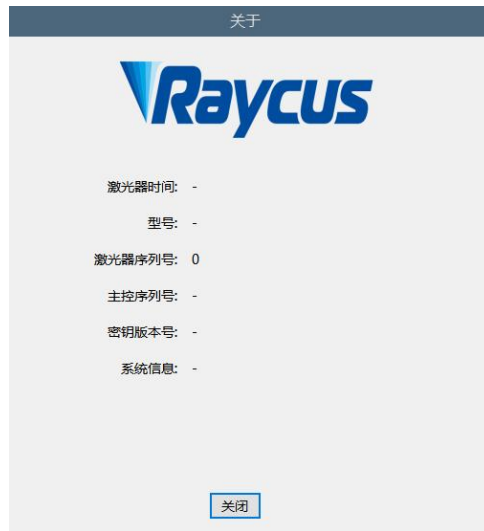 关于
Raycus
激光器时间: -
型号: -
激光器序列号: 0
主控序列号: -
密钥版本号: -
系统信息: -
关闭